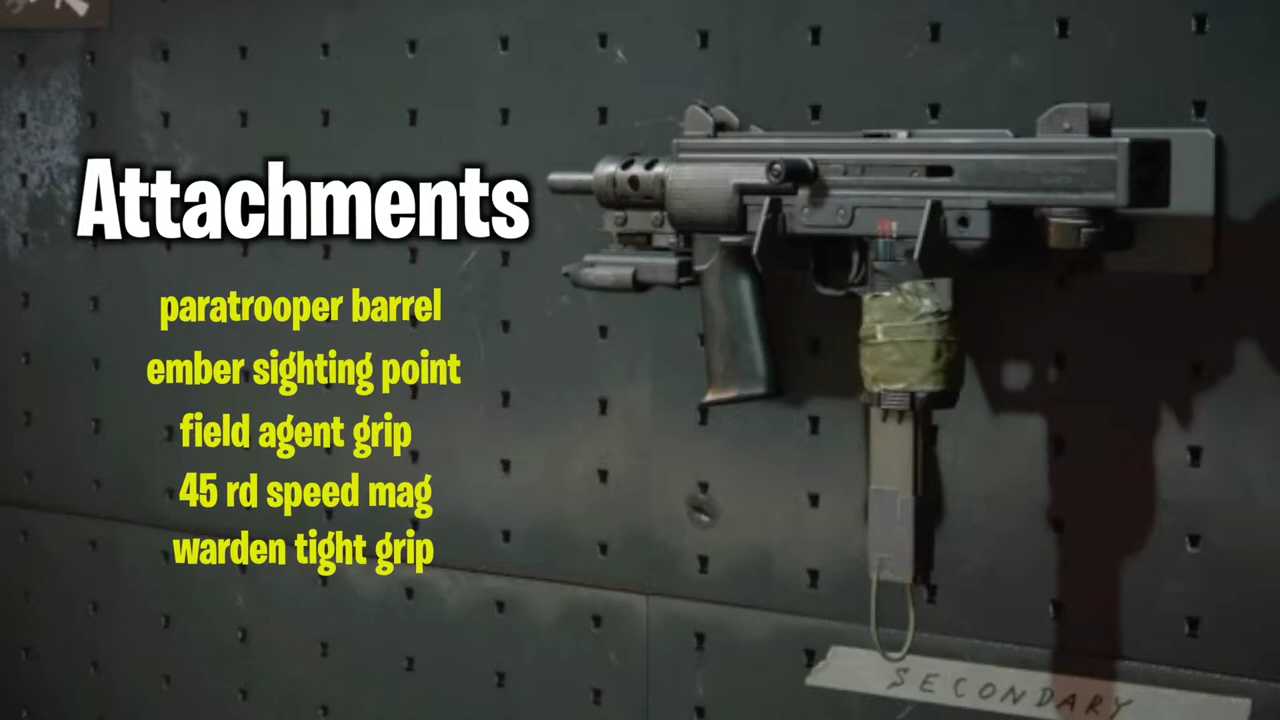 Attachments
paratrooper barrel
ember sighting point
field agent grip
45 rd speed mag
warden tight grip
SECONDARY